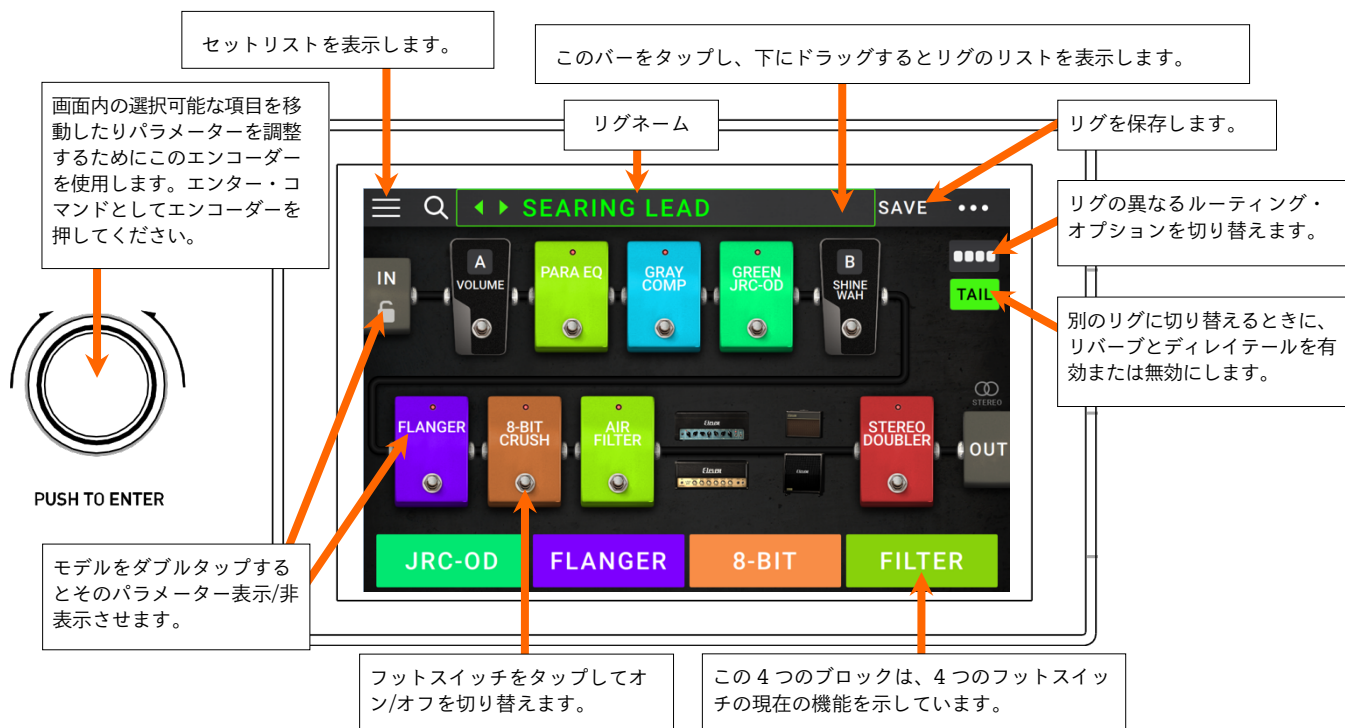 セットリストを表示します。
このバーをタップし、下にドラッグするとリグのリストを表示します。
画面内の選択可能な項目を移
動したりパラメーターを調整
するためにこのエンコーダー
を使用します。エンター・コ
マンドとしてエンコーダーを
押してください。
リグネーム
リグを保存します。
リグの異なるルーティング・
オプションを切り替えます。
別のリグに切り替えるときに、
リバーブとディレイテールを有
効または無効にします。
SEARING LEAD
SAVE
IN
A
VOLUME
PARA EQ
GRAY
COMP
GREEN
JRC-OD
B
SHINE
WAH
TAIL
FLANGER
8-BIT
CRUSH
AIR
FILTER
Eleven
Eleven
Eleven
STEREO
DOUBLER
STEREO
OUT
JRC-OD
FLANGER
8-BIT
FILTER
PUSH TO ENTER
モデルをダブルタップする
とそのパラメーター表示/非
表示させます。
フットスイッチをタップしてオ
ン/オフを切り替えます。
この 4 つのブロックは、4 つのフットスイッ
チの現在の機能を示しています。